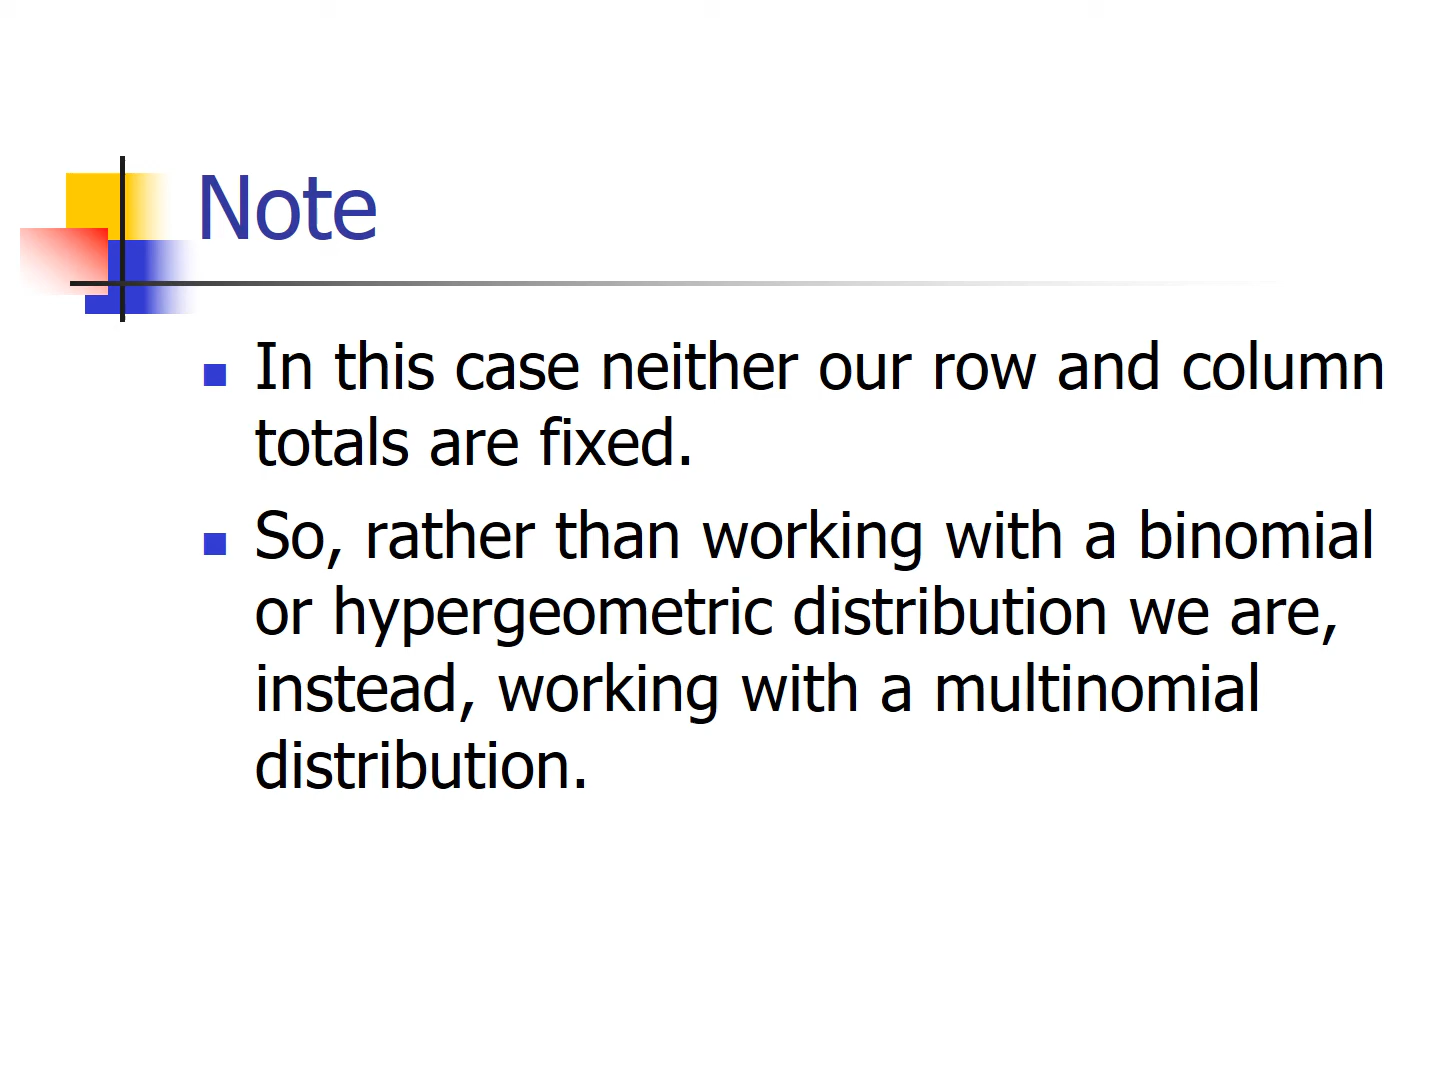 Note
In this case neither our row and column
totals are fixed.
So, rather than working with a binomial
or hypergeometric distribution we are,
instead, working with a multinomial
distribution.